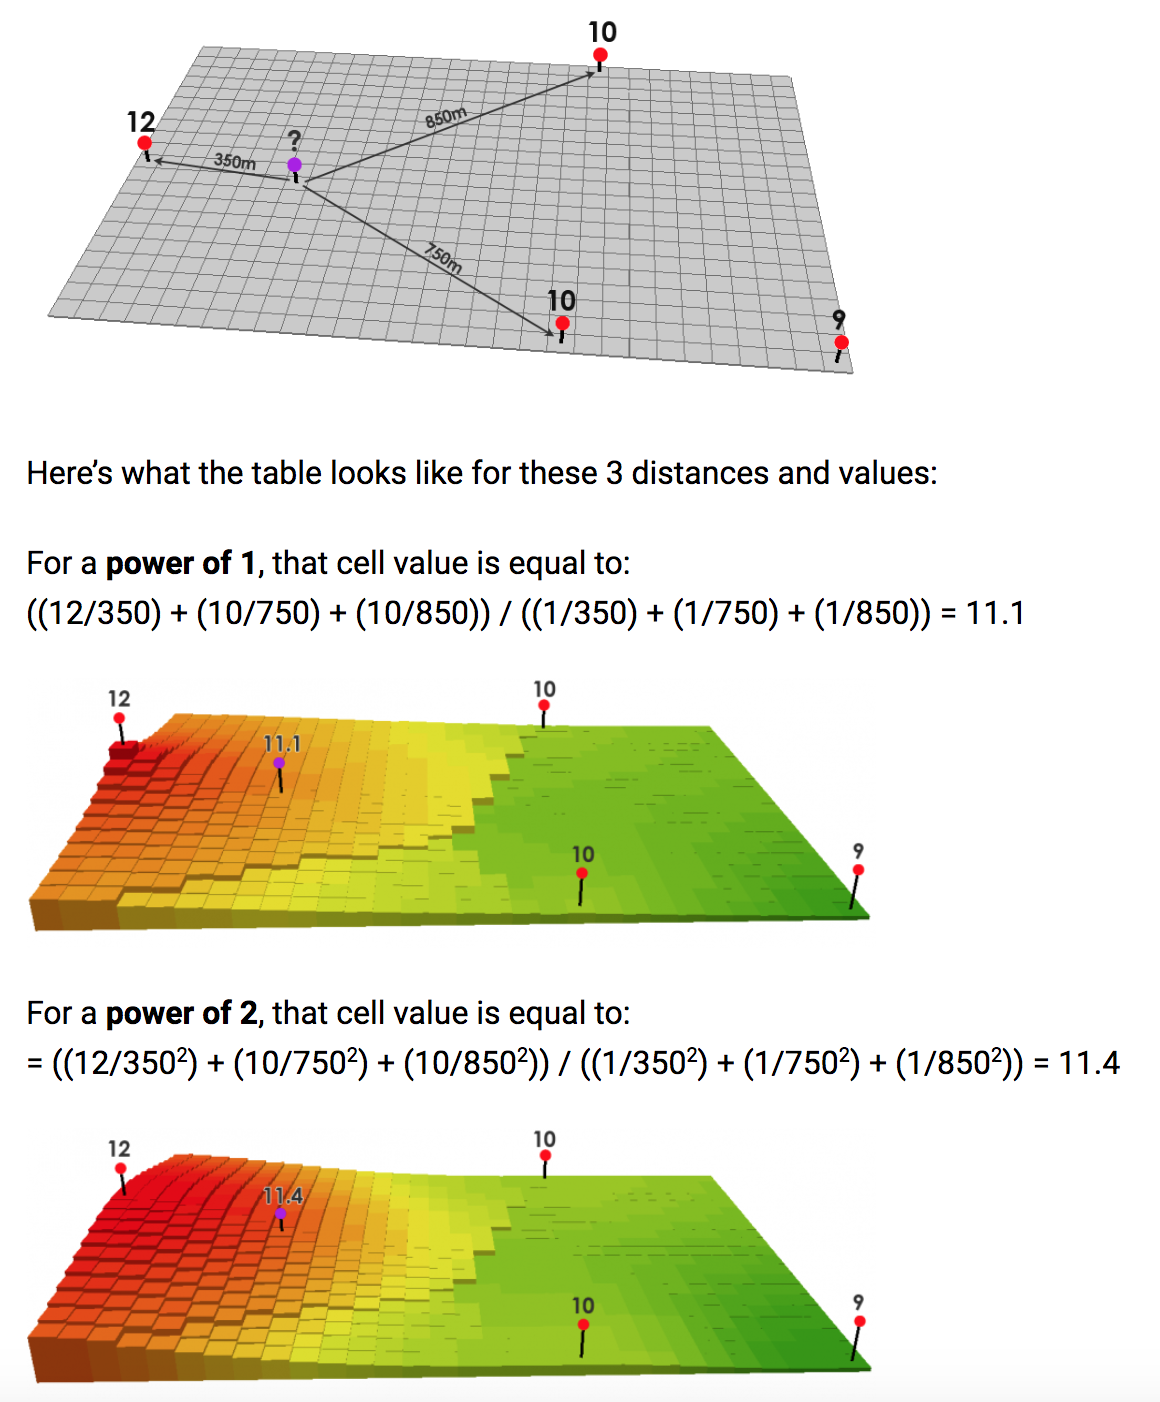 10
12
?
850m
350m
750m
10
9
Here’s what the table looks like for these 3 distances and values:
For a power of 1, that cell value is equal to:
((12/350) + (10/750) + (10/850)) / ((1/350) + (1/750) + (1/850)) = 11.1
12
10
11.1
10
9
For a power of 2, that cell value is equal to:
= ((12/350²) + (10/750²) + (10/850²)) / ((1/350²) + (1/750²) + (1/850²)) = 11.4
12
10
11.4
10
9